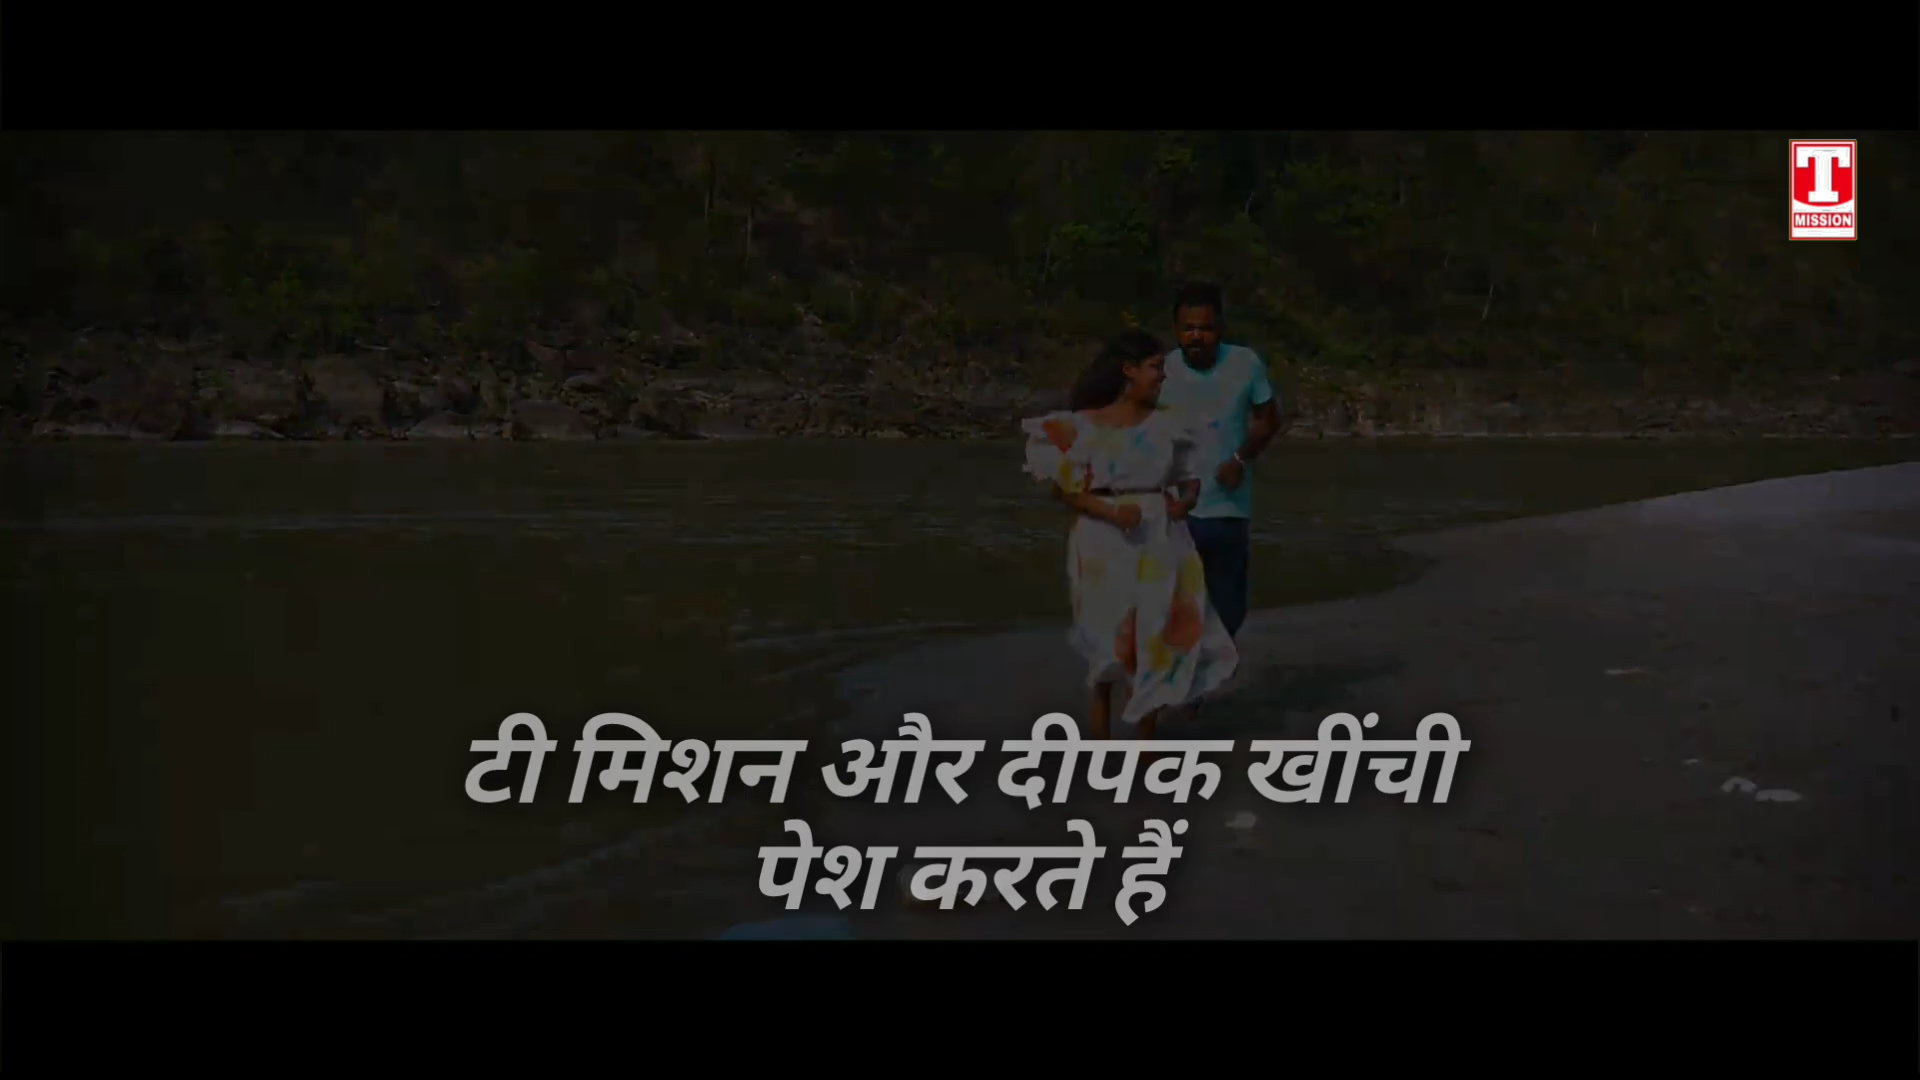 T
MISSION
टी मिशन और दीपक खींची
पेश करते हैं